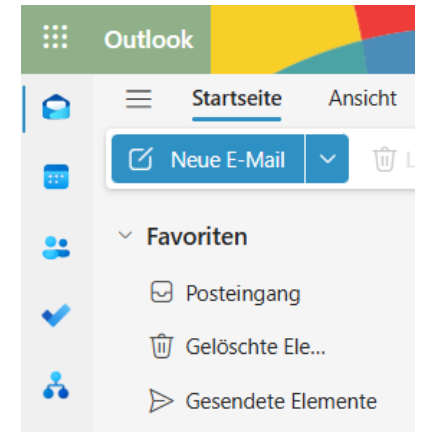 Outlook
Startseite Ansicht
Neue E-Mail L
Favoriten
Posteingang
Gelöschte Ele...
Gesendete Elemente